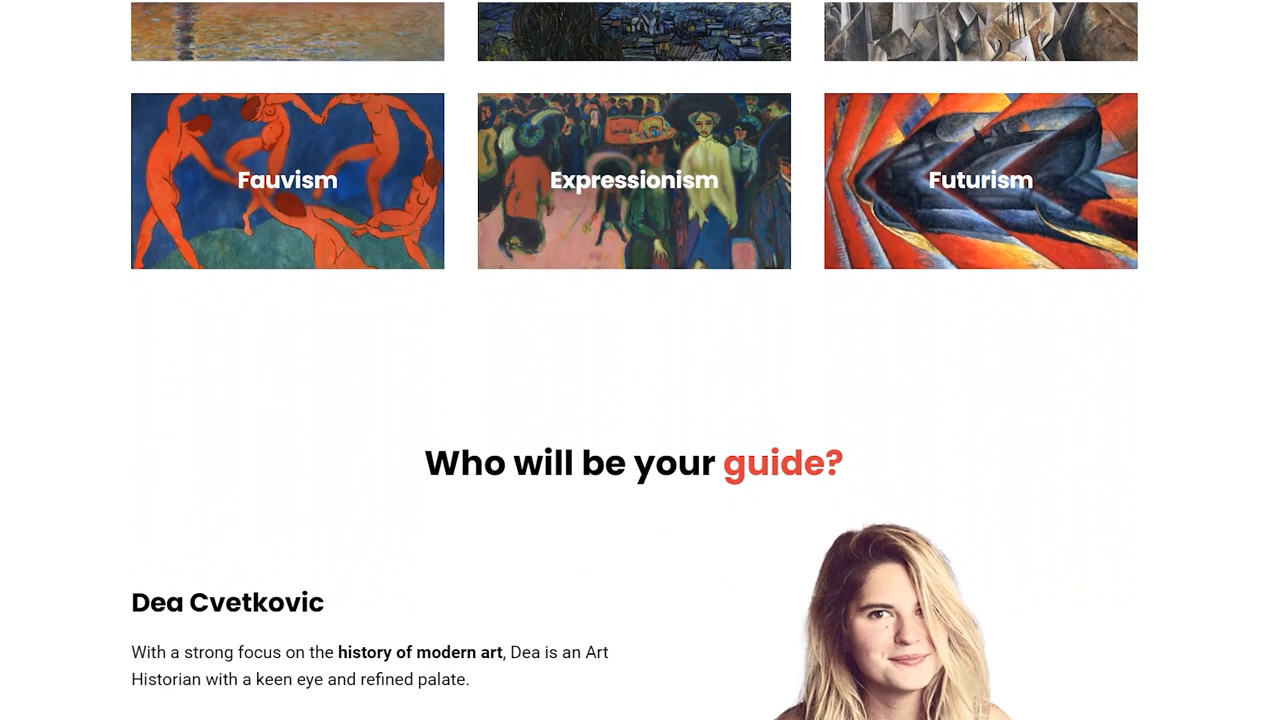 Fauvism
Expressionism
Futurism
Who will be your guide?
Dea Cvetkovic
With a strong focus on the history of modern art, Dea is an Art
Historian with a keen eye and refined palate.